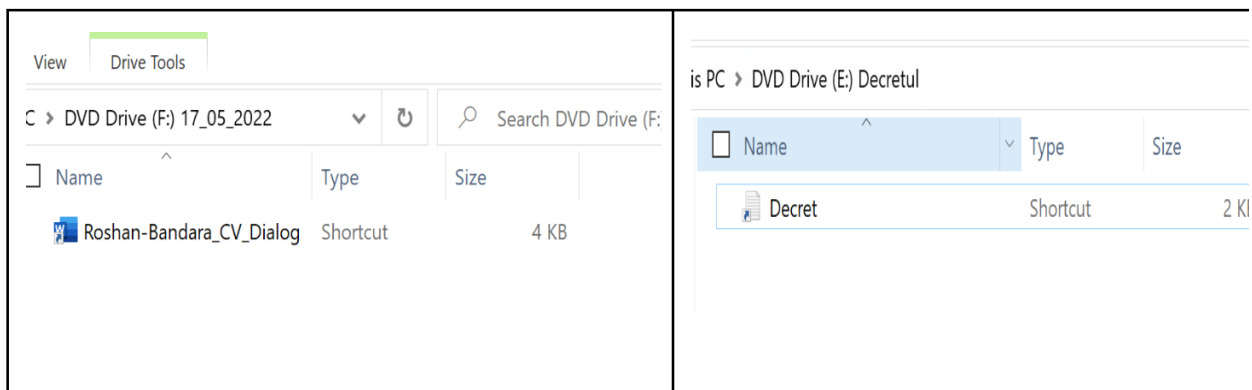 View Drive Tools
C > DVD Drive (F:) 17_05_2022 Search DVD Drive (F:
Name Type Size
Roshan-Bandara_CV_Dialog Shortcut 4 KB
is PC > DVD Drive (E:) Decretul
Name Type Size
Decret Shortcut 2 K